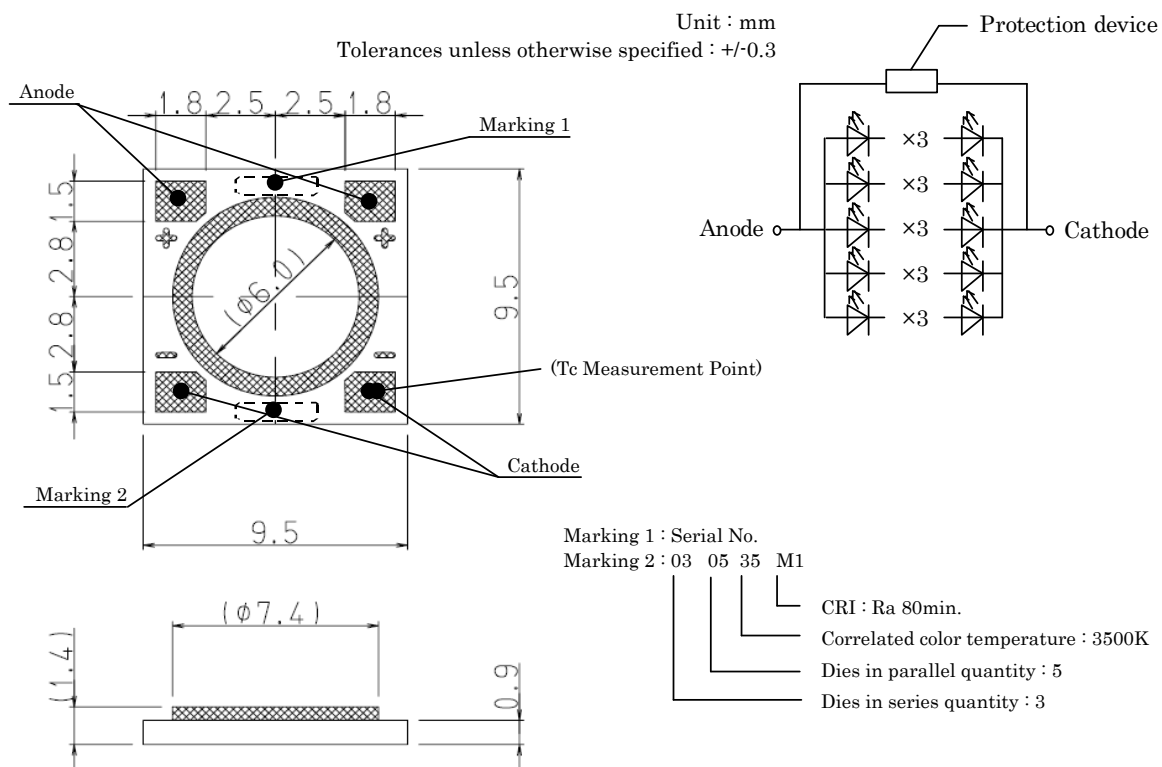 Unit : mm
Tolerances unless otherwise specified : +/-0.3
Protection device
Anode
1.8 2.5 2.5 1.8
Marking 1
1.5
2.8
2.8
1.5
(φ6.0)
9.5
(Tc Measurement Point)
Cathode
Marking 2
9.5
×3
×3
Anode ×3 Cathode
×3
×3
Marking 1 : Serial No.
Marking 2 : 03 05 35 M1
CRI : Ra 80min.
Correlated color temperature : 3500K
Dies in parallel quantity : 5
Dies in series quantity : 3
(φ7.4)
(1.4)
0.9